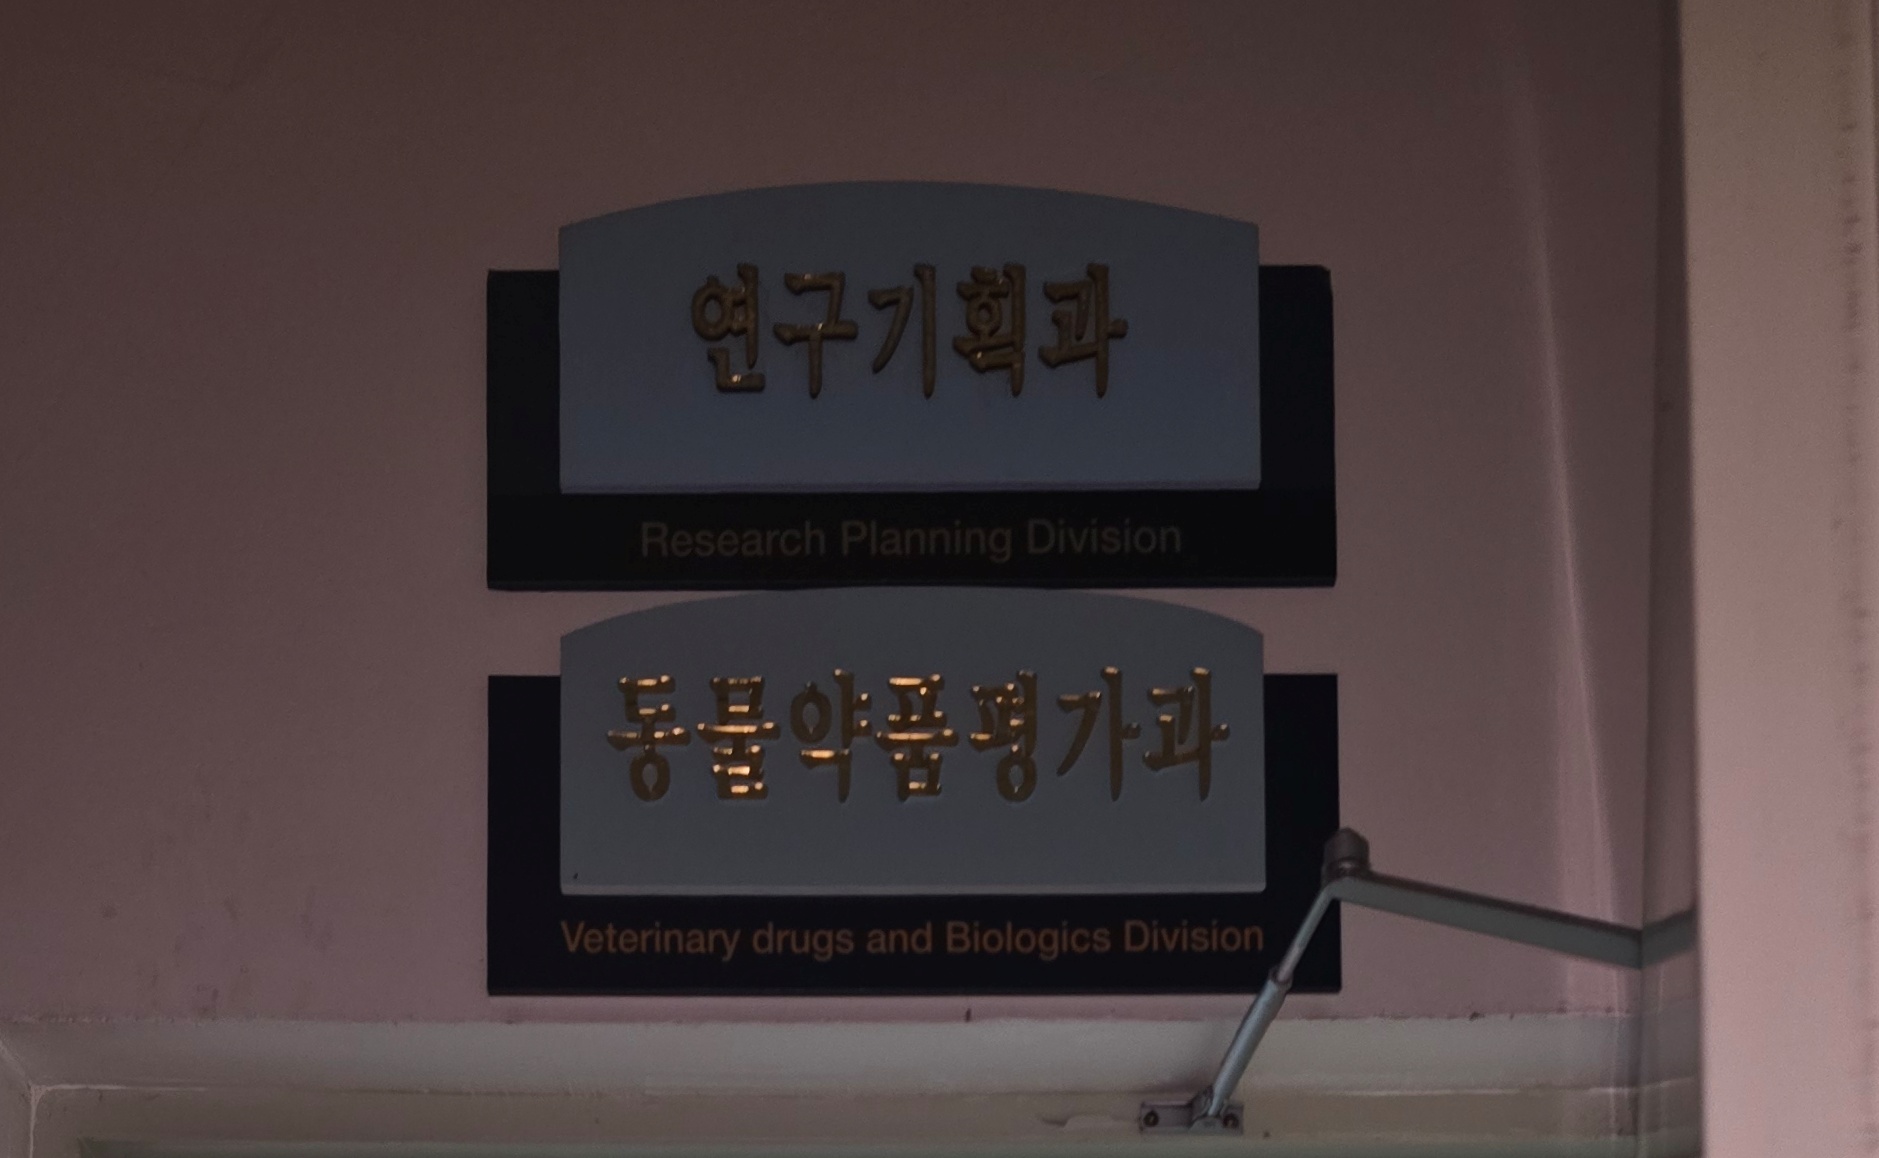 연구기획과
Research Planning Division
동물약품평가과
Veterinary drugs and Biologics Division